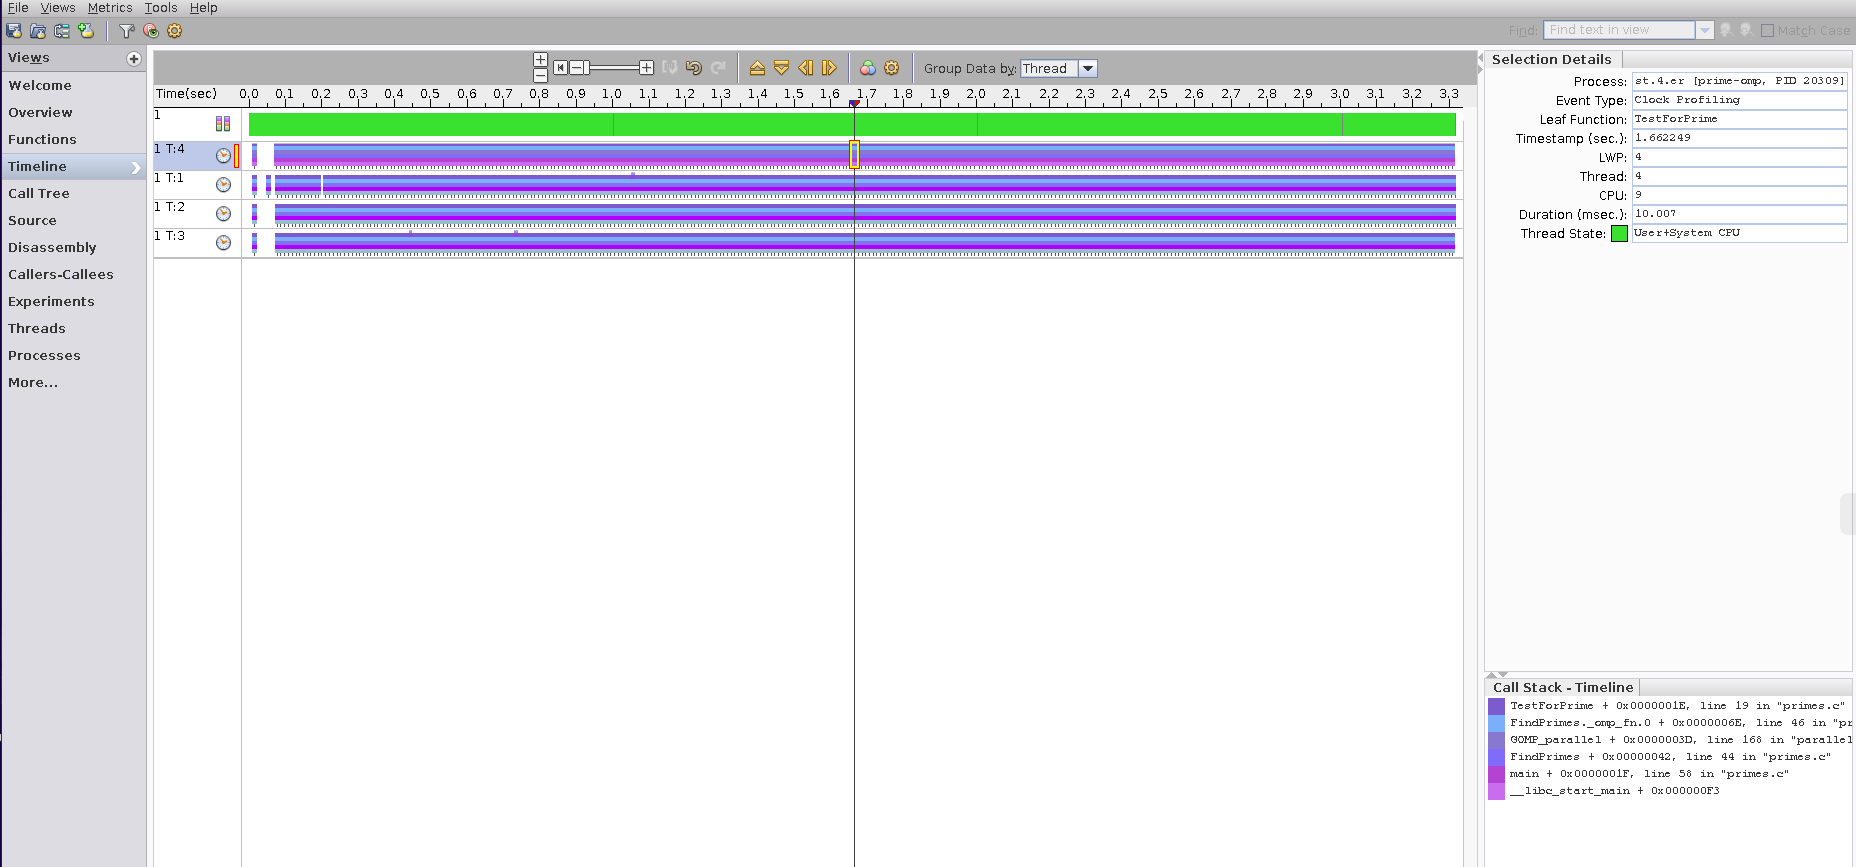 File Views Metrics Tools Help
Find: Find text in view Match Case
Views
Welcome
Overview
Functions
Timeline
Call Tree
Source
Disassembly
Callers-Callees
Experiments
Threads
Processes
More...
Group Data by: Thread
Time(sec) 0.0 0.1 0.2 0.3 0.4 0.5 0.6 0.7 0.8 0.9 1.0 1.1 1.2 1.3 1.4 1.5 1.6 1.7 1.8 1.9 2.0 2.1 2.2 2.3 2.4 2.5 2.6 2.7 2.8 2.9 3.0 3.1 3.2 3.3
1
1 T:4
1 T:1
1 T:2
1 T:3
Selection Details
Process: st.4.er [prime-omp, PID 20309]
Event Type: Clock Profiling
Leaf Function: TestForPrime
Timestamp (sec.): 1.662249
LWP: 4
Thread: 4
CPU: 9
Duration (msec.): 10.007
Thread State: User+System CPU
Call Stack - Timeline
TestForPrime + 0x0000001E, line 19 in "primes.c"
FindPrimes._omp_fn.0 + 0x0000006E, line 46 in "pr
GOMP_parallel + 0x0000003D, line 168 in "parallel
FindPrimes + 0x00000042, line 44 in "primes.c"
main + 0x0000001F, line 58 in "primes.c"
__libc_start_main + 0x000000F3